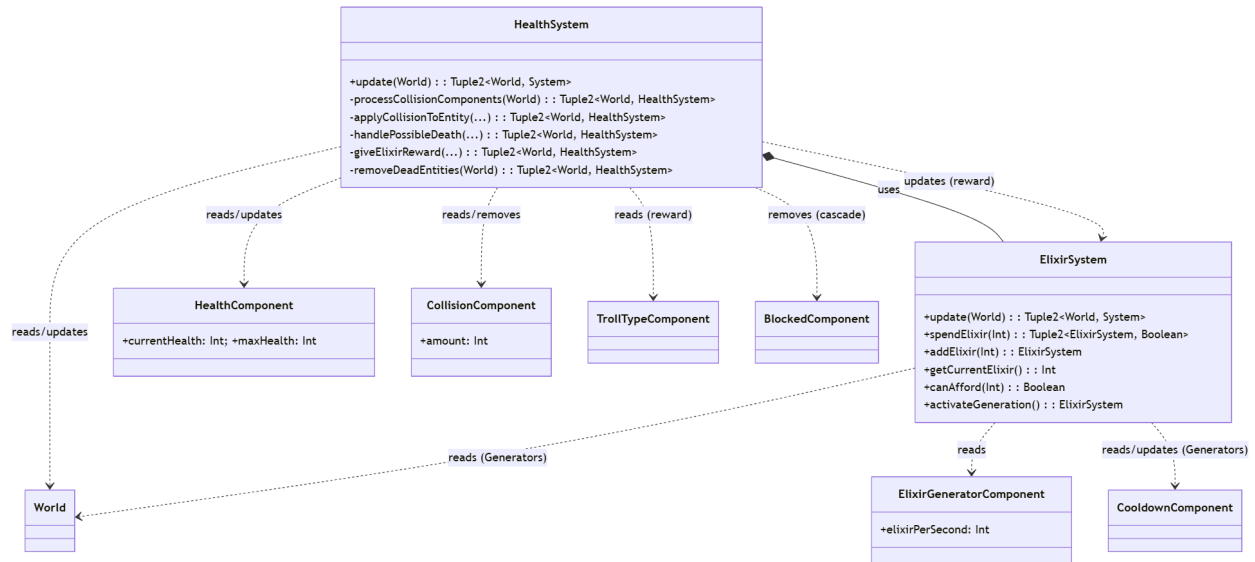 HealthSystem
+update(World) : : Tuple2<World, System>
-processCollisionComponents(World) : : Tuple2<World, HealthSystem>
-applyCollisionToEntity(...) : : Tuple2<World, HealthSystem>
-handlePossibleDeath(...) : : Tuple2<World, HealthSystem>
-giveElixirReward(...) : : Tuple2<World, HealthSystem>
-removeDeadEntities(World) : : Tuple2<World, HealthSystem>
updates (reward)
uses
reads/updates
reads/removes
reads (reward)
removes (cascade)
ElixirSystem
+update(World) : : Tuple2<World, System>
+spendElixir(Int) : : Tuple2<ElixirSystem, Boolean>
+addElixir(Int) : : ElixirSystem
+getCurrentElixir() : : Int
+canAfford(Int) : : Boolean
+activateGeneration() : : ElixirSystem
HealthComponent
+currentHealth: Int; +maxHealth: Int
CollisionComponent
+amount: Int
TrollTypeComponent
BlockedComponent
reads/updates
reads (Generators)
reads
reads/updates (Generators)
World
ElixirGeneratorComponent
+elixirPerSecond: Int
CooldownComponent